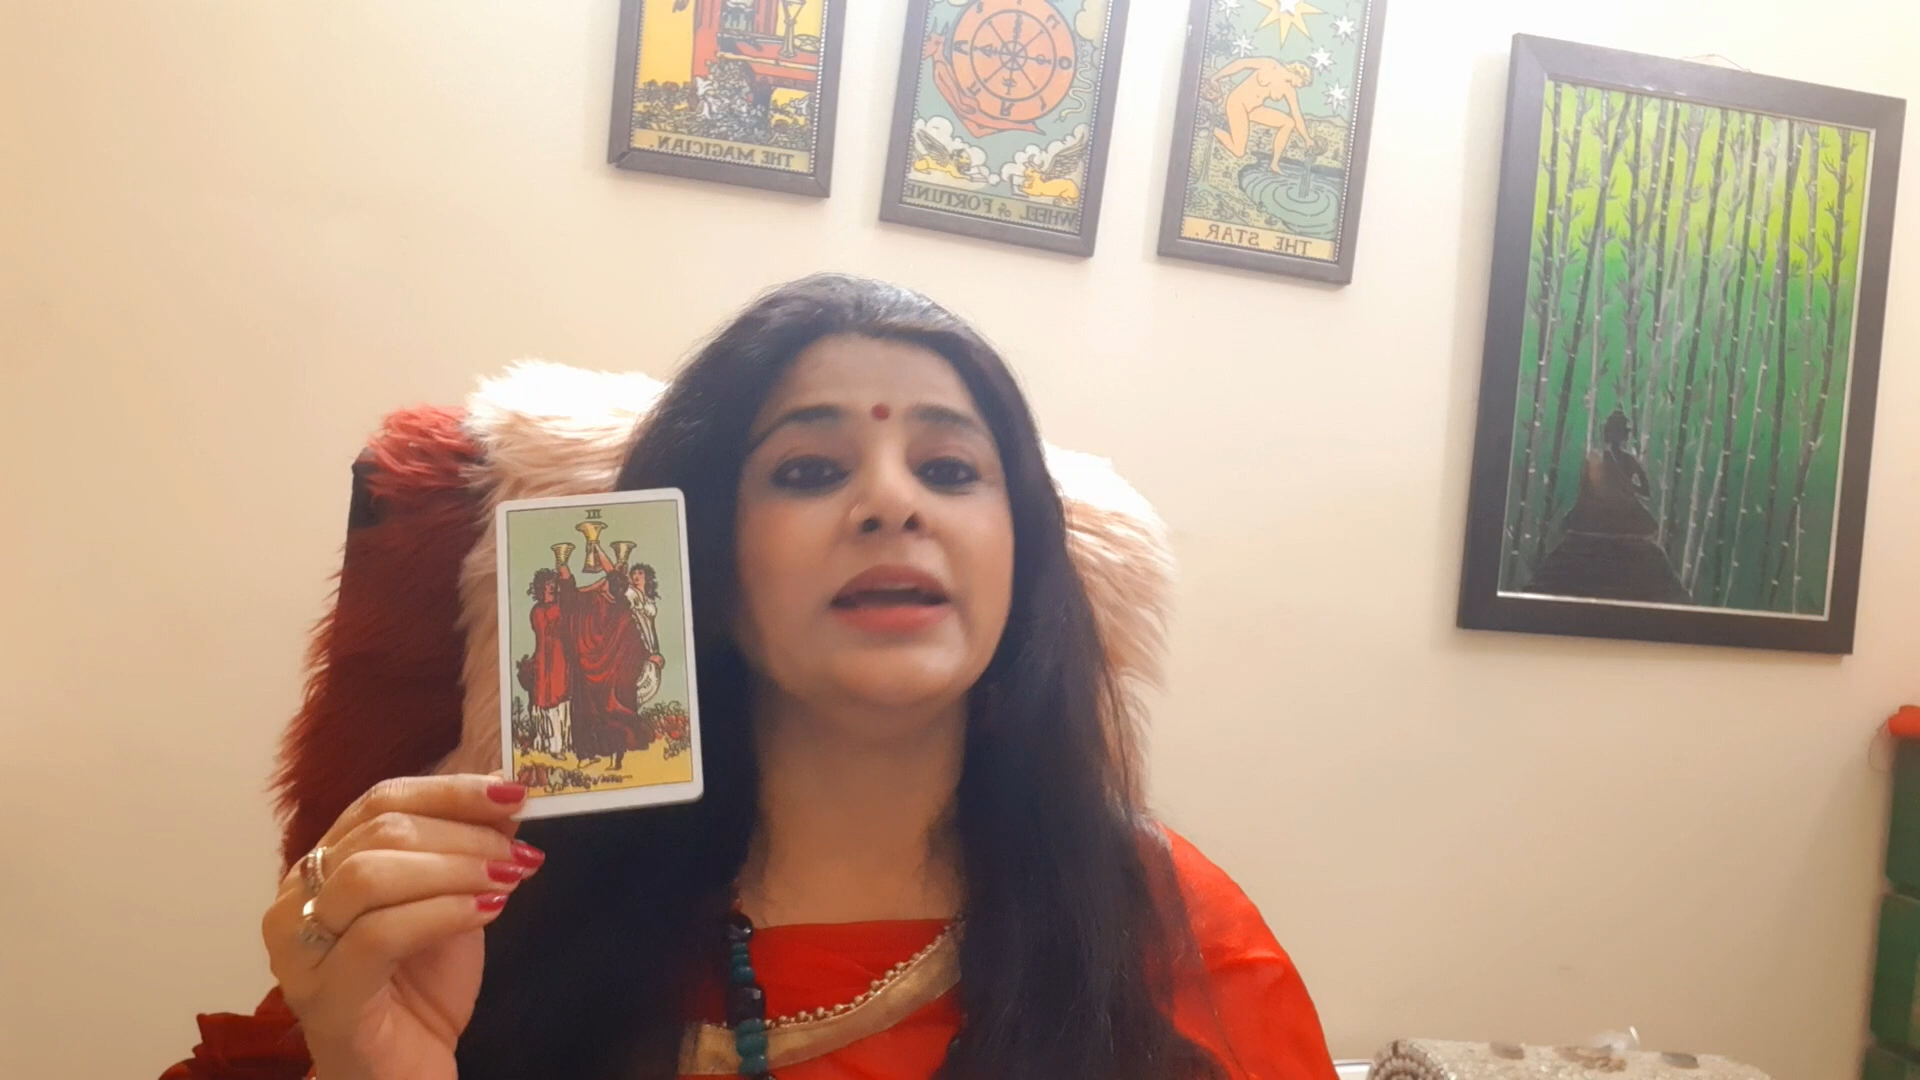 THE MAGICIAN.
WHEEL of FORTUNE
THE STAR.
III